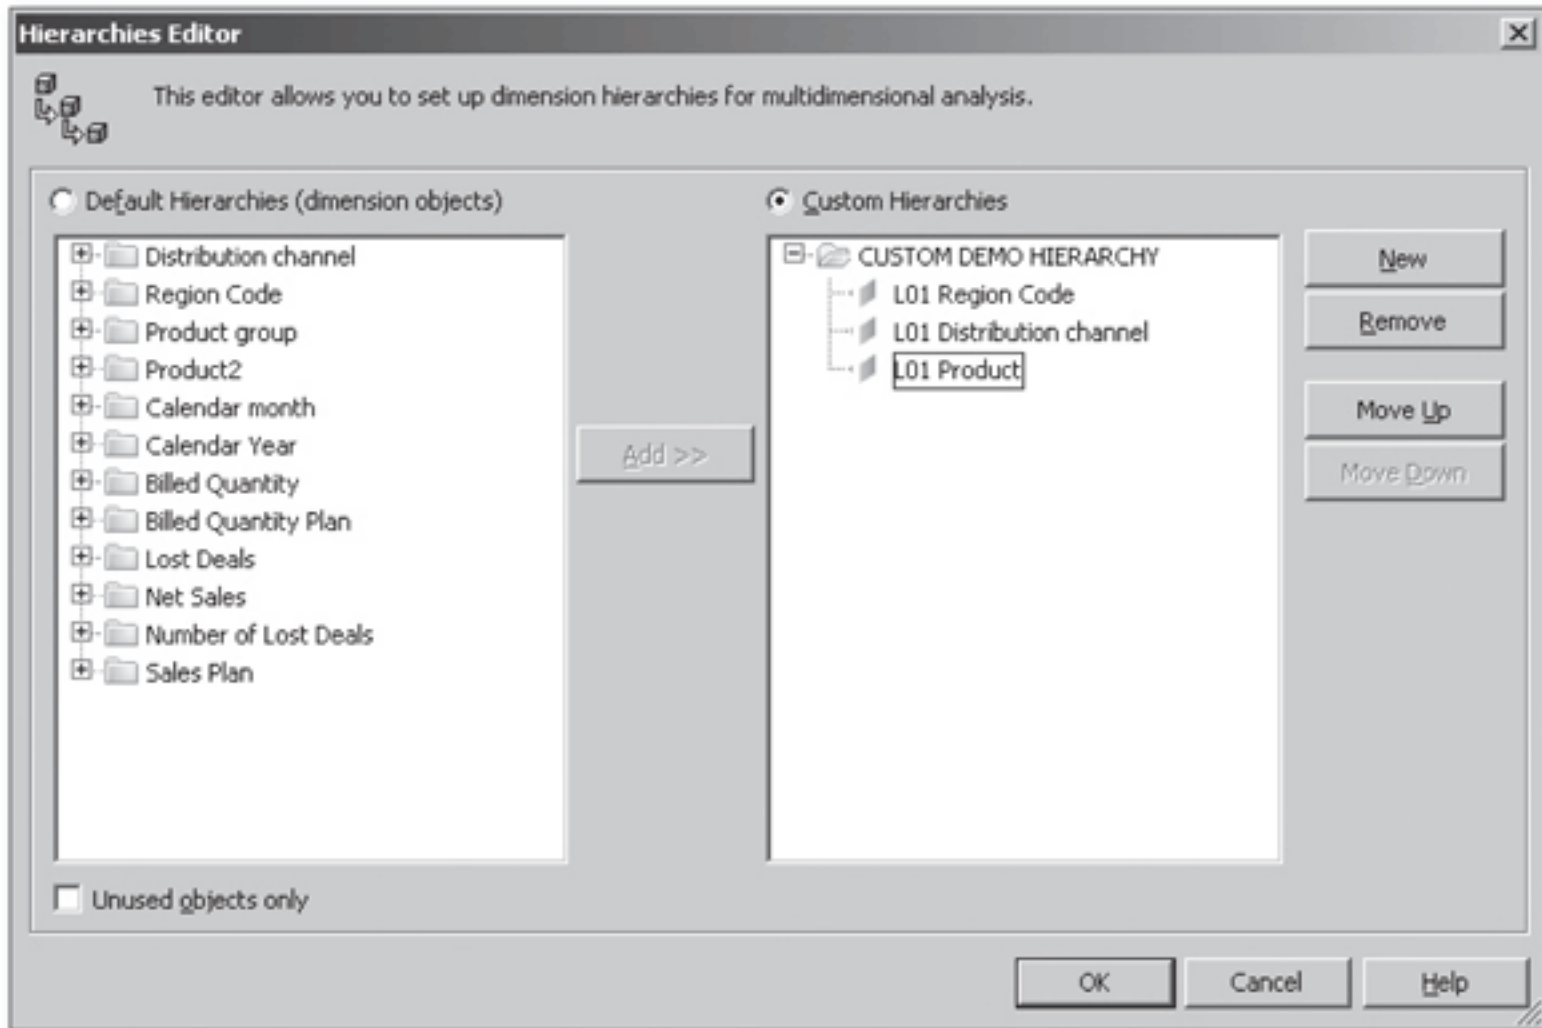 Hierarchies Editor
This editor allows you to set up dimension hierarchies for multidimensional analysis.
Default Hierarchies (dimension objects)
Distribution channel
Region Code
Product group
Product2
Calendar month
Calendar Year
Billed Quantity
Billed Quantity Plan
Lost Deals
Net Sales
Number of Lost Deals
Sales Plan
Unused objects only
Add >>
Custom Hierarchies
CUSTOM DEMO HIERARCHY
L01 Region Code
L01 Distribution channel
L01 Product
New
Remove
Move Up
Move Down
OK
Cancel
Help